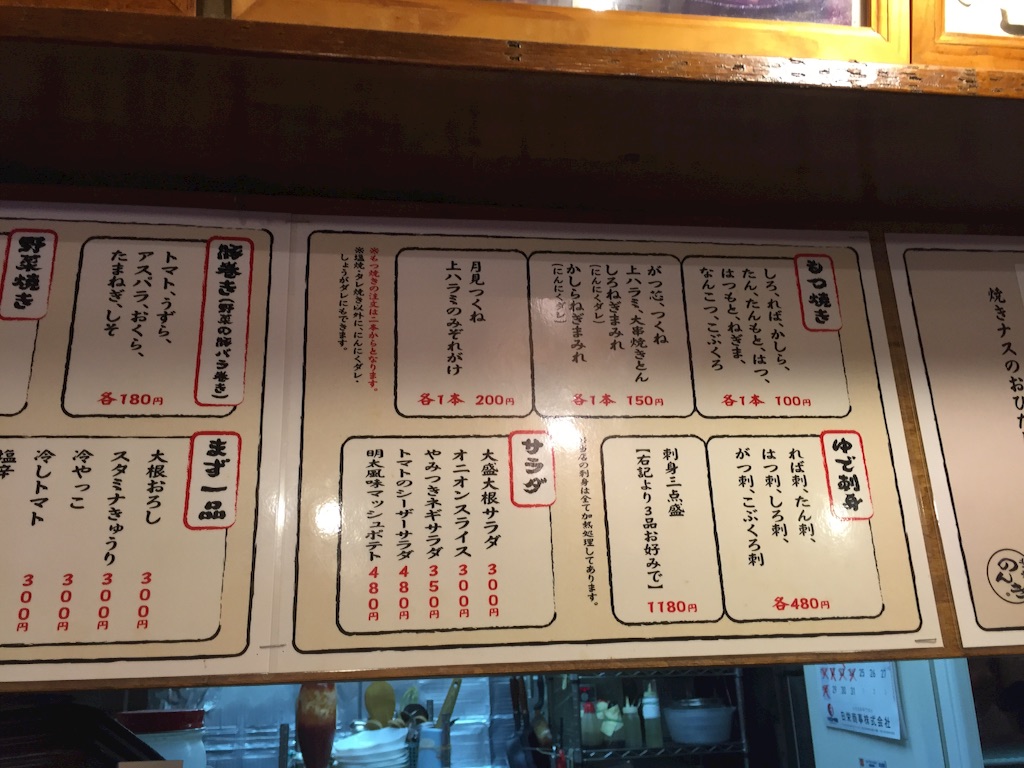 焼きナスのおひた
のんき
もつ焼き
しろ、ればー、かしら、
たん、たんもと、はつ、
はつもと、ねぎま、
なんこつ、こぶくろ
各1本 100円
がつ芯、つくね
上ハラミ、大串焼きとん
しろねぎまみれ
(にんにくダレ)
かしらねぎまみれ
(にんにくダレ)
各1本 150円
月見つくね
上ハラミのみぞれがけ
各1本 200円
※もつ焼きの注文は二本からとなります。
※塩焼・タレ焼き以外に、にんにくダレ・
しょうがダレにもできます。
ゆで刺身
れば刺、たん刺、
はつ刺、しろ刺、
がつ刺、こぶくろ刺
各480円
刺身三点盛
【右記より3品お好みで】
1180円
当店の刺身は全て加熱処理してあります。
サラダ
大盛大根サラダ 300円
オニオンスライス 300円
やみつきネギサラダ 350円
トマトのシーザーサラダ 480円
明太風味マッシュポテト 480円
豚巻き(野菜の豚バラ巻き)
トマト、うずら、
アスパラ、おくら、
たまねぎ、しそ
各180円
野菜焼き
まず一品
大根おろし 300円
スタミナきゅうり 300円
冷やっこ 300円
冷しトマト 300円
塩辛
25 26 27
29 30 31
日栄商事株式会社